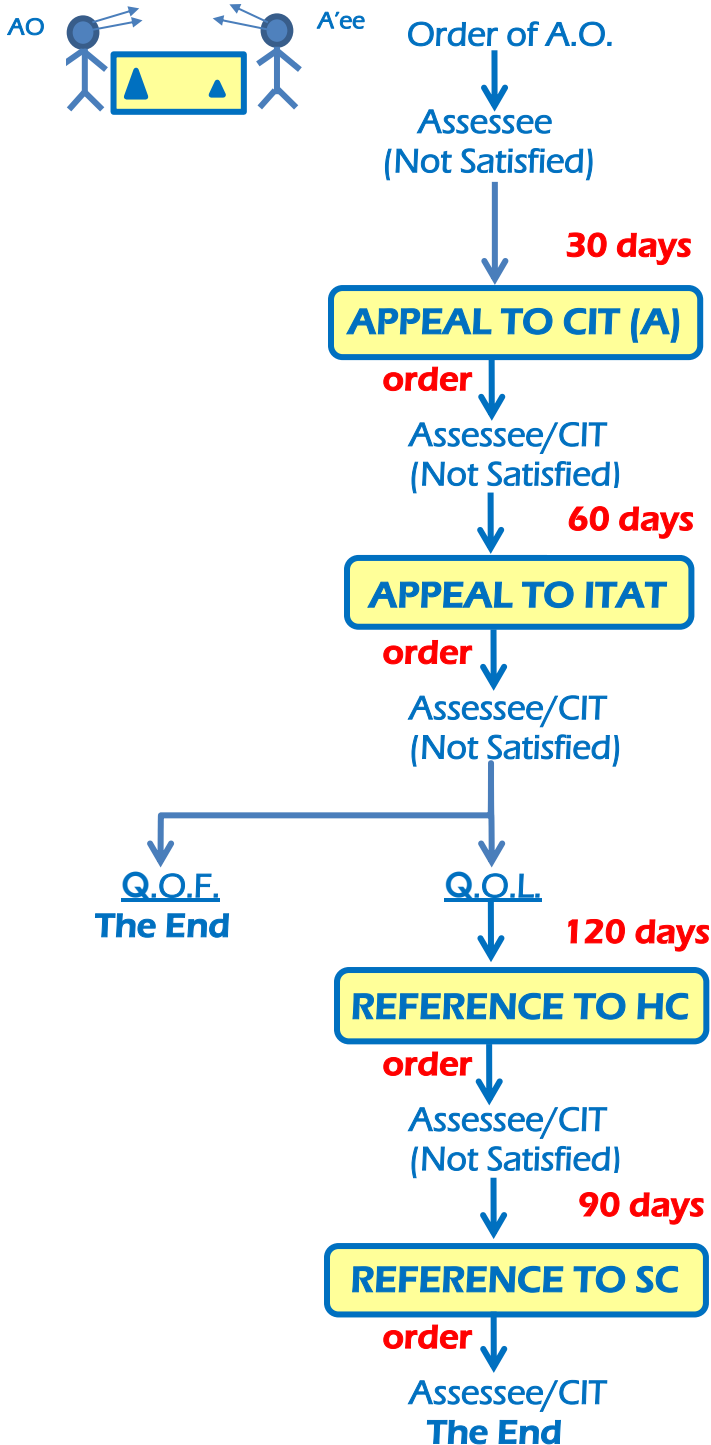 AO
A'ee
Order of A.O.
Assessee
(Not Satisfied)
30 days
APPEAL TO CIT (A)
order
Assessee/CIT
(Not Satisfied)
60 days
APPEAL TO ITAT
order
Assessee/CIT
(Not Satisfied)
Q.O.F.
The End
Q.O.L.
120 days
REFERENCE TO HC
order
Assessee/CIT
(Not Satisfied)
90 days
REFERENCE TO SC
order
Assessee/CIT
The End